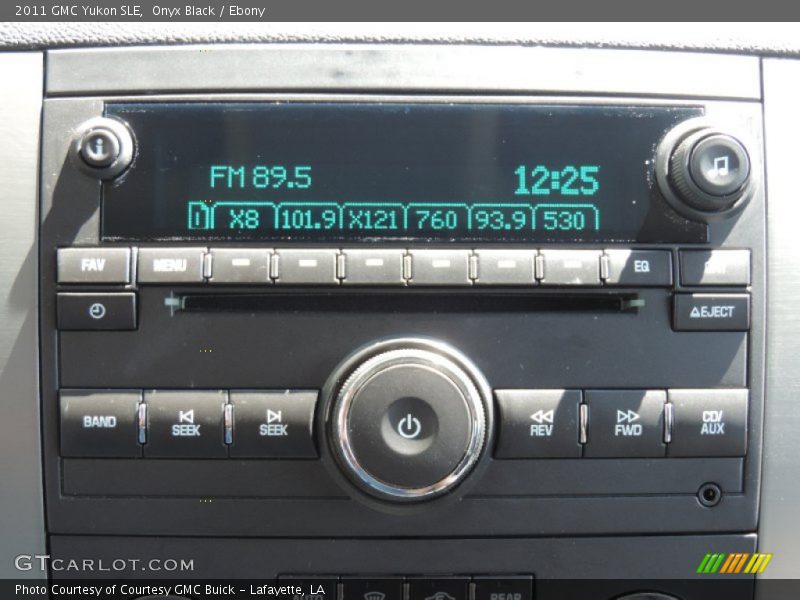 2011 GMC Yukon SLE,  Onyx Black / Ebony
FM 89.5 12:25
X8 101.9 X121 760 93.9 530
FAV MENU EQ
EJECT
BAND SEEK SEEK REV FWD CD/AUX
GTCARLOT.COM
Photo Courtesy of Courtesy GMC Buick - Lafayette, LA
AUTO REAR